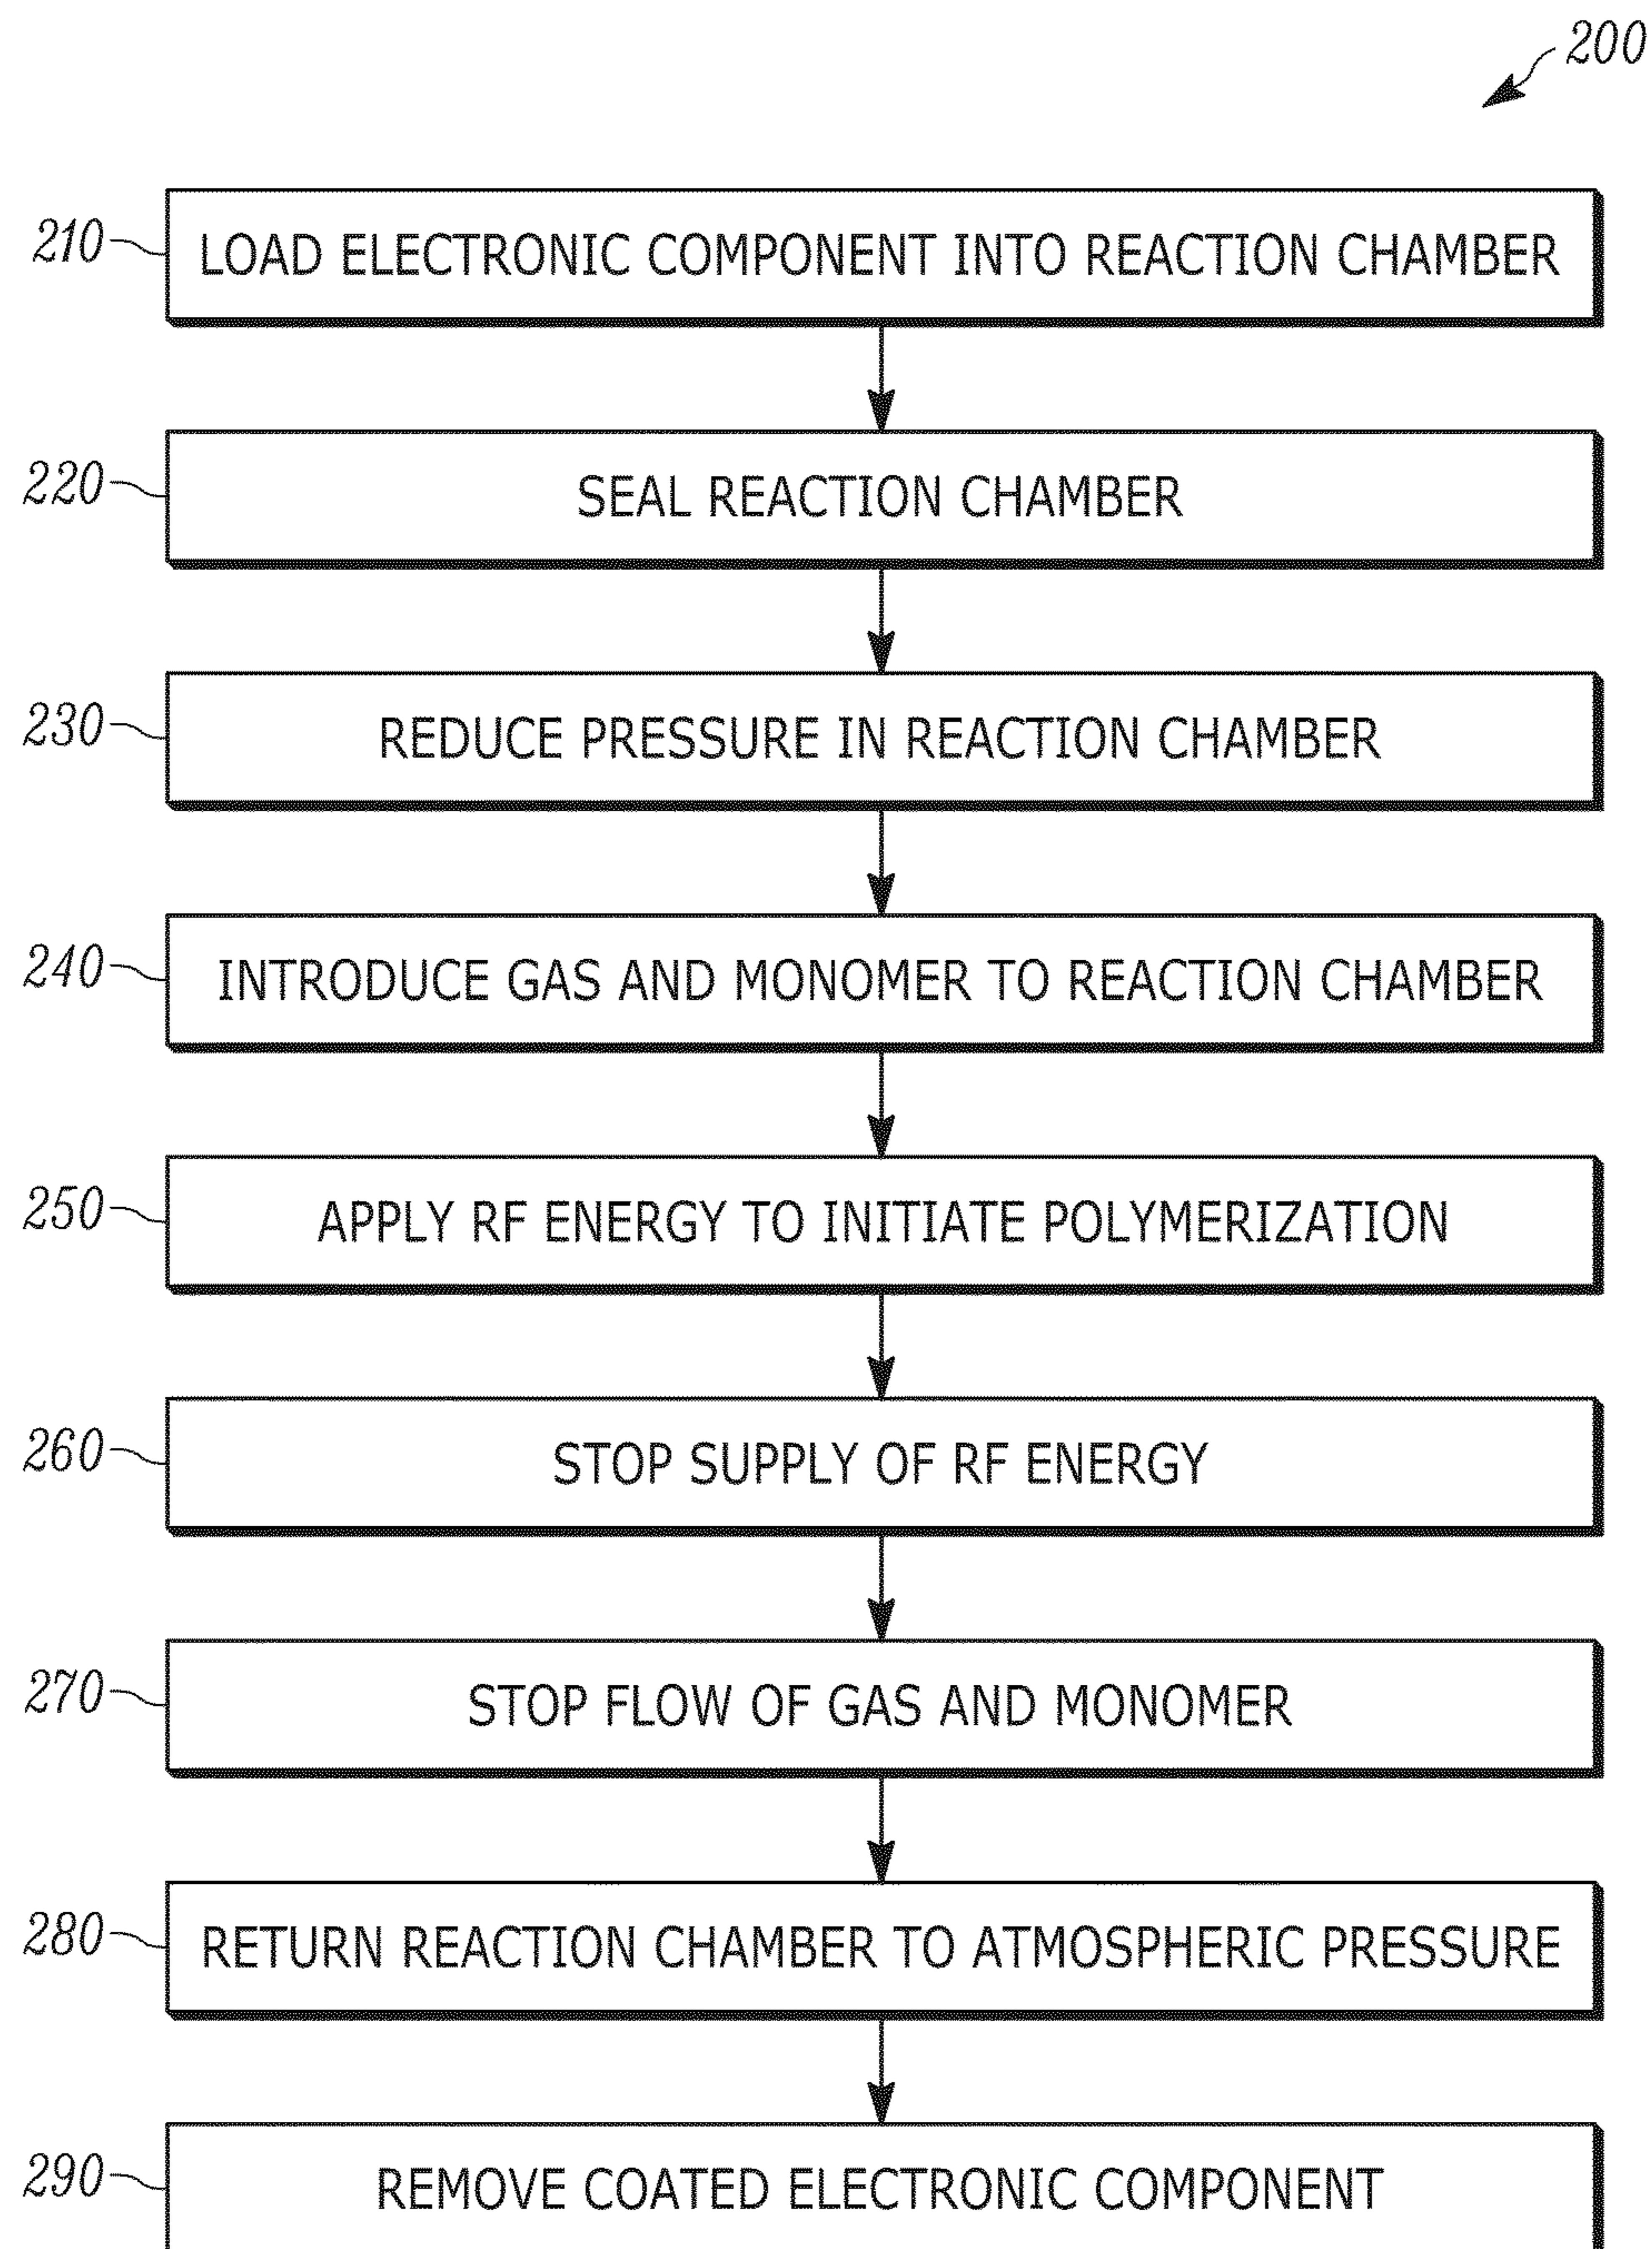 200
210 LOAD ELECTRONIC COMPONENT INTO REACTION CHAMBER
220 SEAL REACTION CHAMBER
230 REDUCE PRESSURE IN REACTION CHAMBER
240 INTRODUCE GAS AND MONOMER TO REACTION CHAMBER
250 APPLY RF ENERGY TO INITIATE POLYMERIZATION
260 STOP SUPPLY OF RF ENERGY
270 STOP FLOW OF GAS AND MONOMER
280 RETURN REACTION CHAMBER TO ATMOSPHERIC PRESSURE
290 REMOVE COATED ELECTRONIC COMPONENT